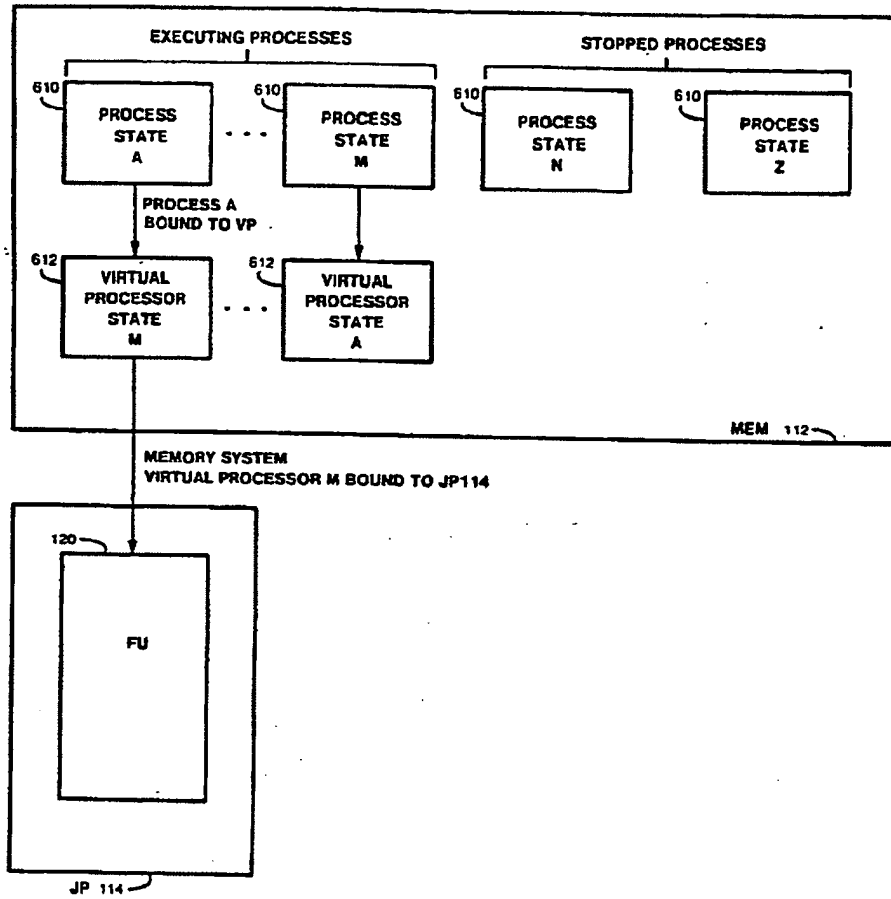 EXECUTING PROCESSES
STOPPED PROCESSES
610
PROCESS
STATE
A
610
PROCESS
STATE
M
610
PROCESS
STATE
N
610
PROCESS
STATE
Z
PROCESS A
BOUND TO VP
612
VIRTUAL
PROCESSOR
STATE
M
612
VIRTUAL
PROCESSOR
STATE
A
MEM 112
MEMORY SYSTEM
VIRTUAL PROCESSOR M BOUND TO JP114
120
FU
JP 114